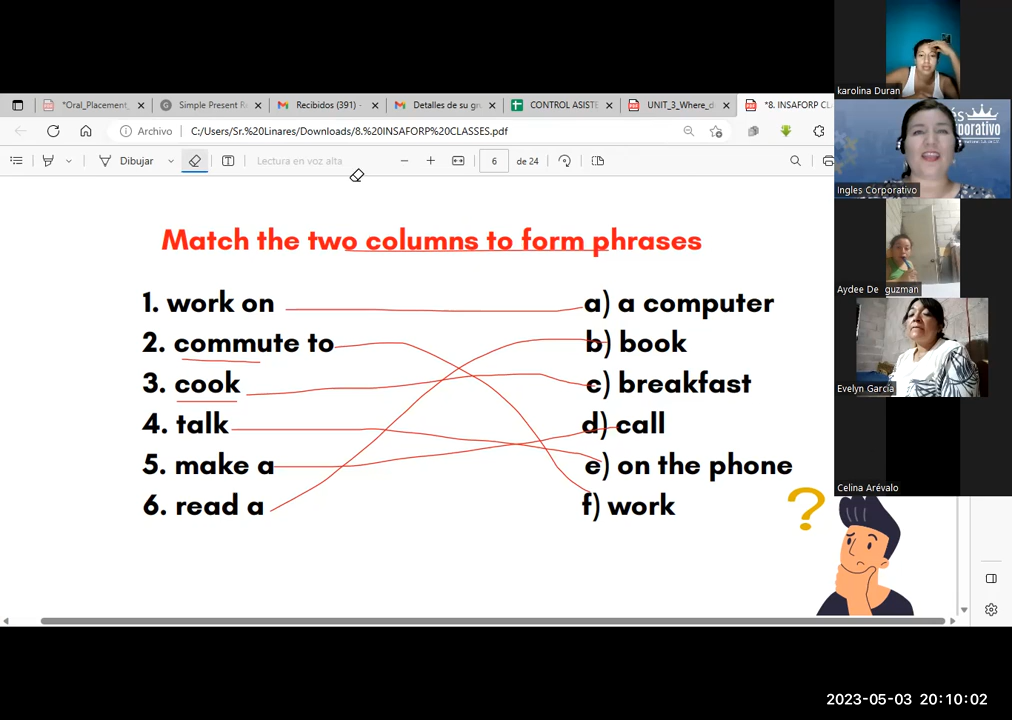 *Oral_Placement_
Simple Present R
Recibidos (391) -
Detalles de su gru
CONTROL ASISTE
UNIT_3_Where_d
*8. INSAFORP CL
Archivo
C:/Users/Sr.%20Linares/Downloads/8.%20INSAFORP%20CLASSES.pdf
Dibujar
Lectura en voz alta
6
de 24
Match the two columns to form phrases
1. work on
a) a computer
2. commute to
b) book
3. cook
c) breakfast
4. talk
d) call
5. make a
e) on the phone
6. read a
f) work
?
karolina Duran
Ingles Corporativo
Aydee De guzman
Evelyn García
Celina Arévalo
2023-05-03 20:10:02